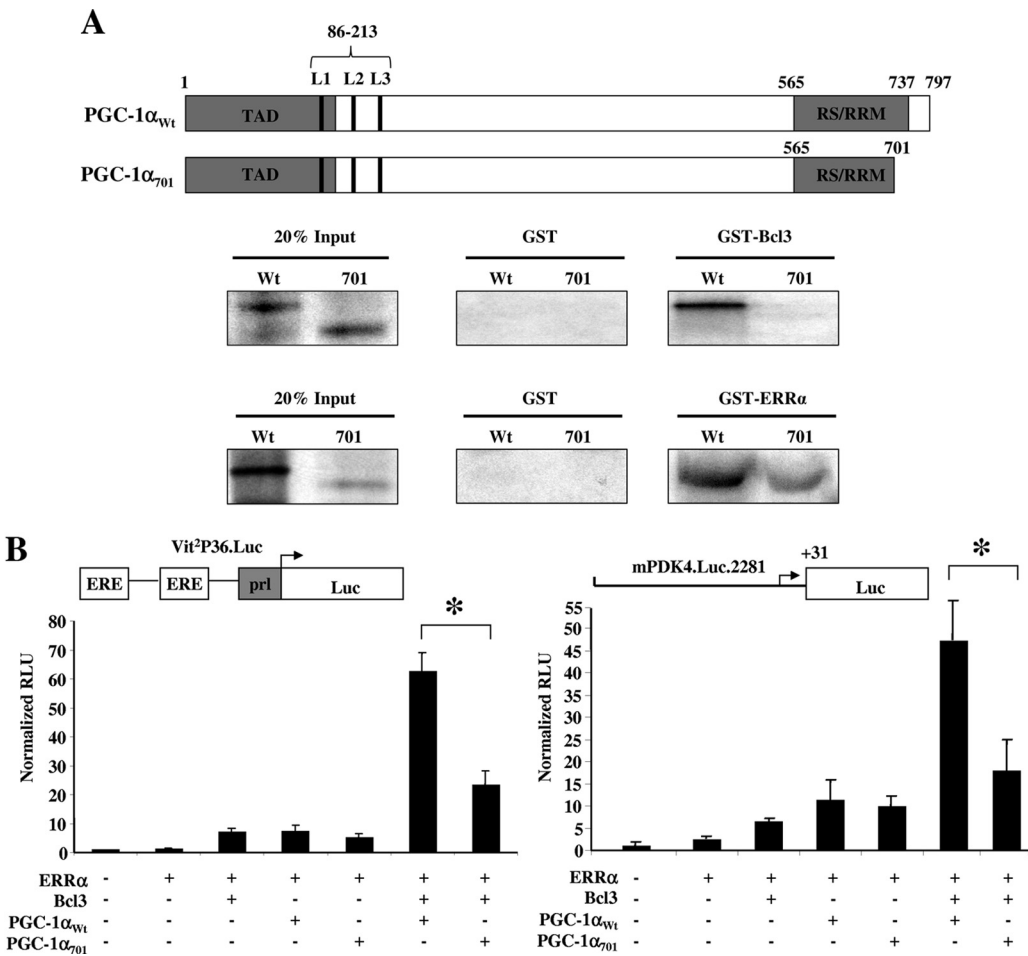 A
86-213
1 L1 L2 L3 565 737 797
PGC-1αWt TAD RS/RRM
565 701
PGC-1α701 TAD RS/RRM
20% Input GST GST-Bcl3
Wt 701 Wt 701 Wt 701
20% Input GST GST-ERRα
Wt 701 Wt 701 Wt 701
B
Vit²P36.Luc
ERE ERE prl Luc
*
80
70
60
50
40
30
20
10
0
Normalized RLU
ERRα - + + + + + +
Bcl3 - - + - - + +
PGC-1αWt - - - + - + -
PGC-1α701 - - - - + - +
mPDK4.Luc.2281 +31
Luc
*
55
50
45
40
35
30
25
20
15
10
5
0
Normalized RLU
ERRα - + + + + + +
Bcl3 - - + - - + +
PGC-1αWt - - - + - + -
PGC-1α701 - - - - + - +